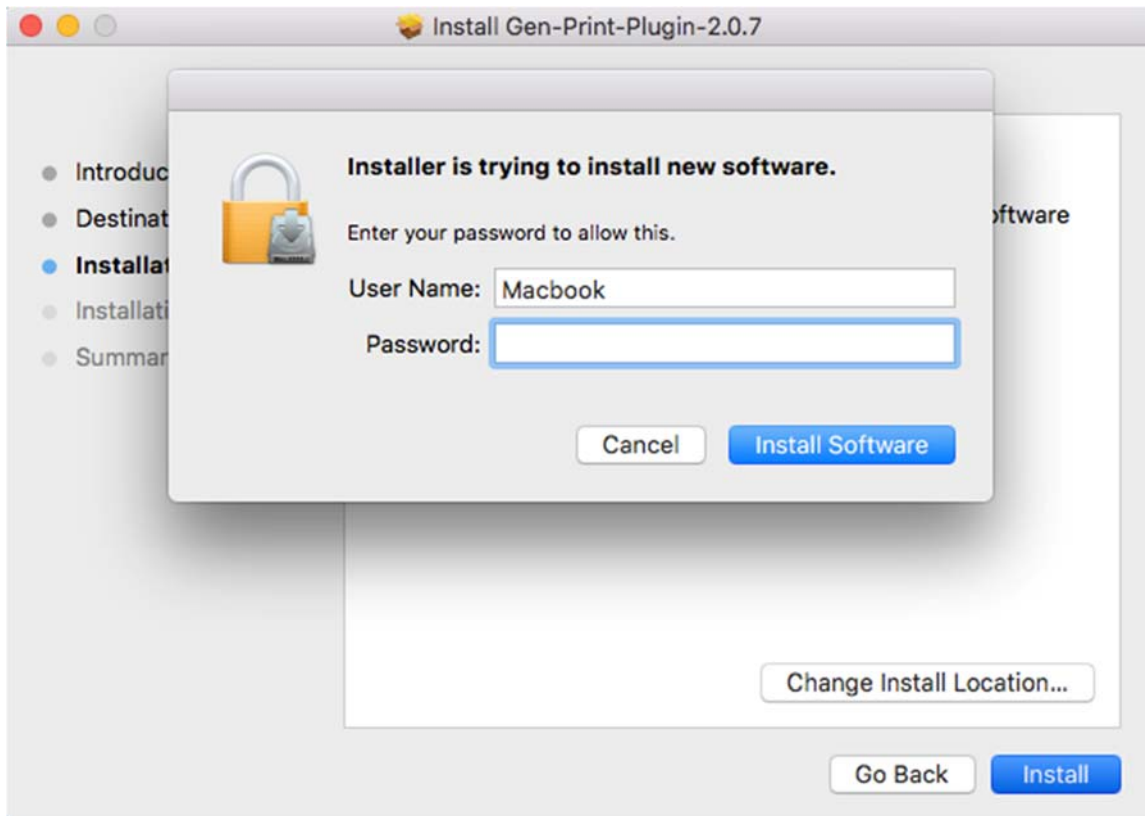 Install Gen-Print-Plugin-2.0.7
Installer is trying to install new software.
Enter your password to allow this.
User Name: Macbook
Password:
Cancel
Install Software
Introduc
Destinat
Installat
Installati
Summar
oftware
Change Install Location...
Go Back
Install